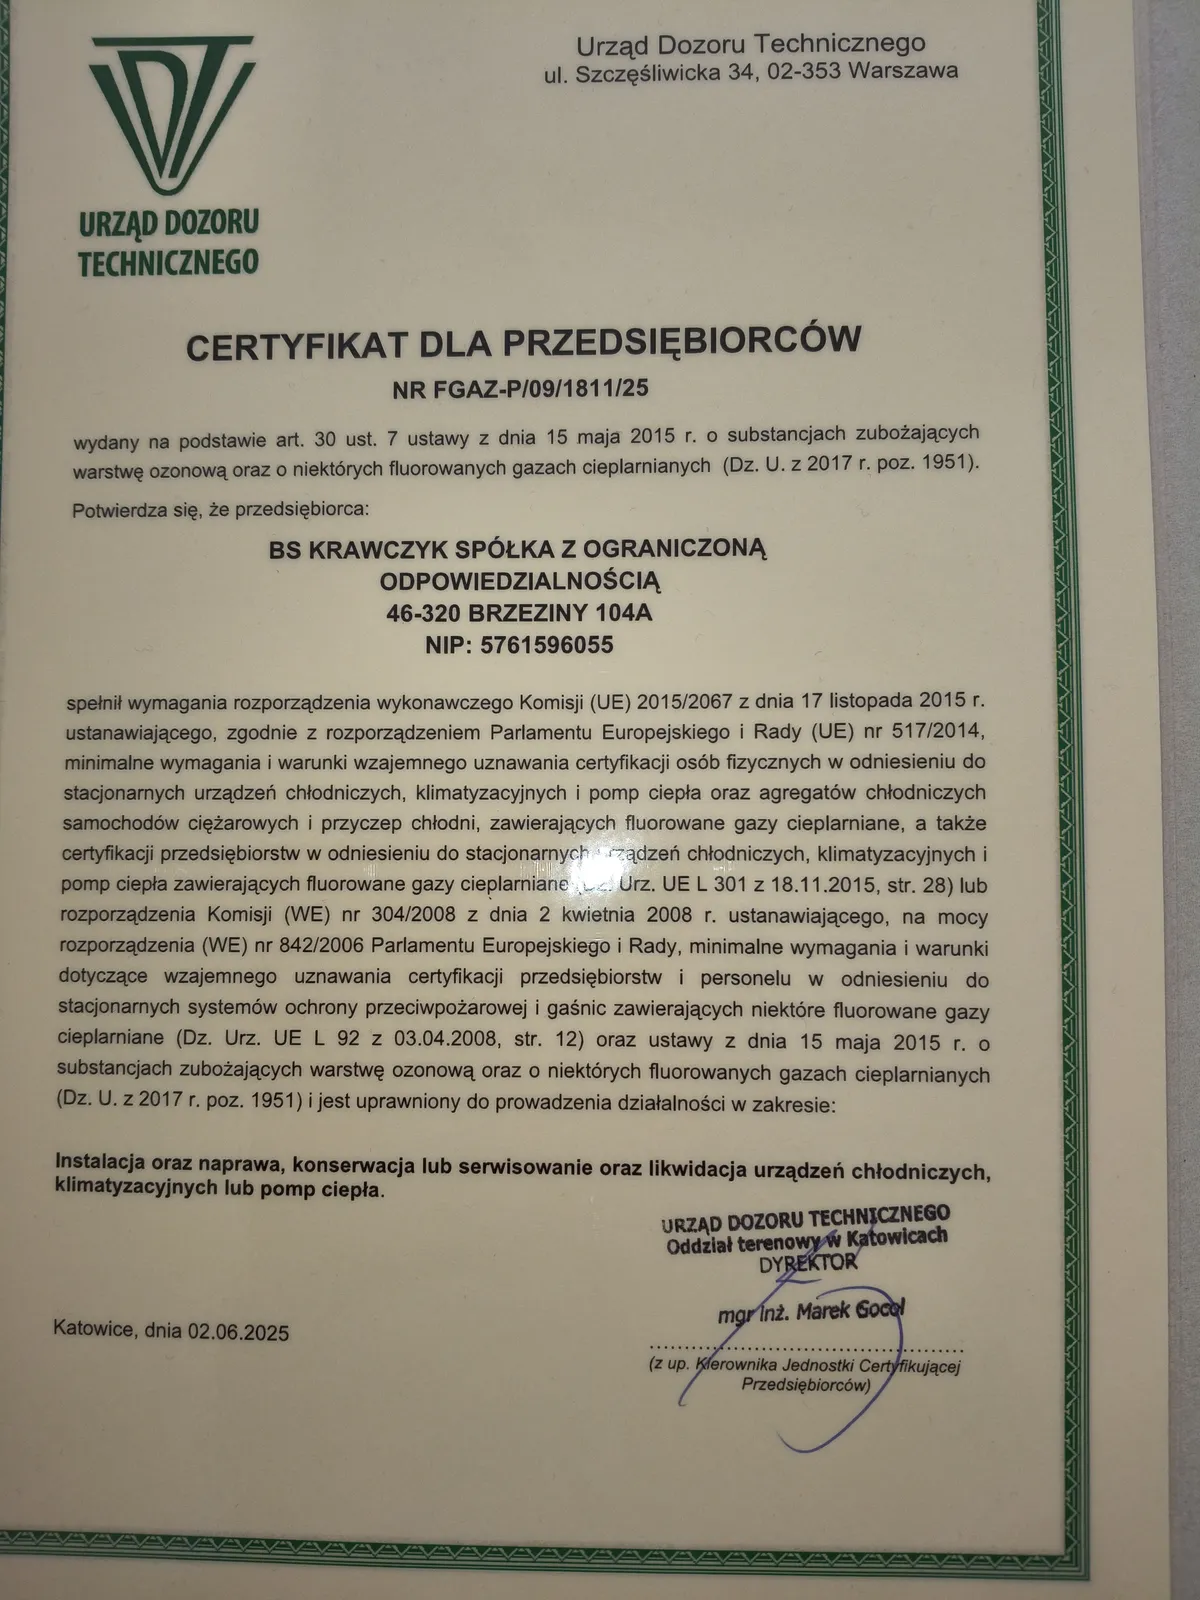 Urząd Dozoru Technicznego
ul. Szczęśliwicka 34, 02-353 Warszawa
UDT
URZĄD DOZORU
TECHNICZNEGO
CERTYFIKAT DLA PRZEDSIĘBIORCÓW
NR FGAZ-P/09/1811/25
wydany na podstawie art. 30 ust. 7 ustawy z dnia 15 maja 2015 r. o substancjach zubożających
warstwę ozonową oraz o niektórych fluorowanych gazach cieplarnianych (Dz. U. z 2017 r. poz. 1951).
Potwierdza się, że przedsiębiorca:
BS KRAWCZYK SPÓŁKA Z OGRANICZONĄ
ODPOWIEDZIALNOŚCIĄ
46-320 BRZEZINY 104A
NIP: 5761596055
spełnił wymagania rozporządzenia wykonawczego Komisji (UE) 2015/2067 z dnia 17 listopada 2015 r.
ustanawiającego, zgodnie z rozporządzeniem Parlamentu Europejskiego i Rady (UE) nr 517/2014,
minimalne wymagania i warunki wzajemnego uznawania certyfikacji osób fizycznych w odniesieniu do
stacjonarnych urządzeń chłodniczych, klimatyzacyjnych i pomp ciepła oraz agregatów chłodniczych
samochodów ciężarowych i przyczep chłodni, zawierających fluorowane gazy cieplarniane, a także
certyfikacji przedsiębiorstw w odniesieniu do stacjonarnych urządzeń chłodniczych, klimatyzacyjnych i
pomp ciepła zawierających fluorowane gazy cieplarniane (Dz. Urz. UE L 301 z 18.11.2015, str. 28) lub
rozporządzenia Komisji (WE) nr 304/2008 z dnia 2 kwietnia 2008 r. ustanawiającego, na mocy
rozporządzenia (WE) nr 842/2006 Parlamentu Europejskiego i Rady, minimalne wymagania i warunki
dotyczące wzajemnego uznawania certyfikacji przedsiębiorstw i personelu w odniesieniu do
stacjonarnych systemów ochrony przeciwpożarowej i gaśnic zawierających niektóre fluorowane gazy
cieplarniane (Dz. Urz. UE L 92 z 03.04.2008, str. 12) oraz ustawy z dnia 15 maja 2015 r. o
substancjach zubożających warstwę ozonową oraz o niektórych fluorowanych gazach cieplarnianych
(Dz. U. z 2017 r. poz. 1951) i jest uprawniony do prowadzenia działalności w zakresie:
Instalacja oraz naprawa, konserwacja lub serwisowanie oraz likwidacja urządzeń chłodniczych,
klimatyzacyjnych lub pomp ciepła.
URZĄD DOZORU TECHNICZNEGO
Oddział terenowy w Katowicach
DYREKTOR
mgr inż. Marek Gocol
Katowice, dnia 02.06.2025
(z up. Kierownika Jednostki Certyfikującej
Przedsiębiorców)